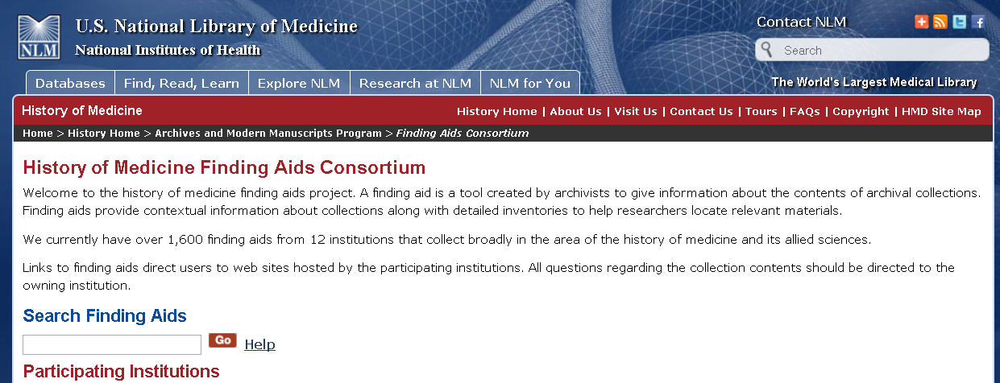 NLM
U.S. National Library of Medicine
National Institutes of Health
Contact NLM
Search
Databases
Find, Read, Learn
Explore NLM
Research at NLM
NLM for You
The World's Largest Medical Library
History of Medicine
History Home | About Us | Visit Us | Contact Us | Tours | FAQs | Copyright | HMD Site Map
Home > History Home > Archives and Modern Manuscripts Program > Finding Aids Consortium
History of Medicine Finding Aids Consortium
Welcome to the history of medicine finding aids project. A finding aid is a tool created by archivists to give information about the contents of archival collections.
Finding aids provide contextual information about collections along with detailed inventories to help researchers locate relevant materials.
We currently have over 1,600 finding aids from 12 institutions that collect broadly in the area of the history of medicine and its allied sciences.
Links to finding aids direct users to web sites hosted by the participating institutions. All questions regarding the collection contents should be directed to the
owning institution.
Search Finding Aids
Go
Help
Participating Institutions